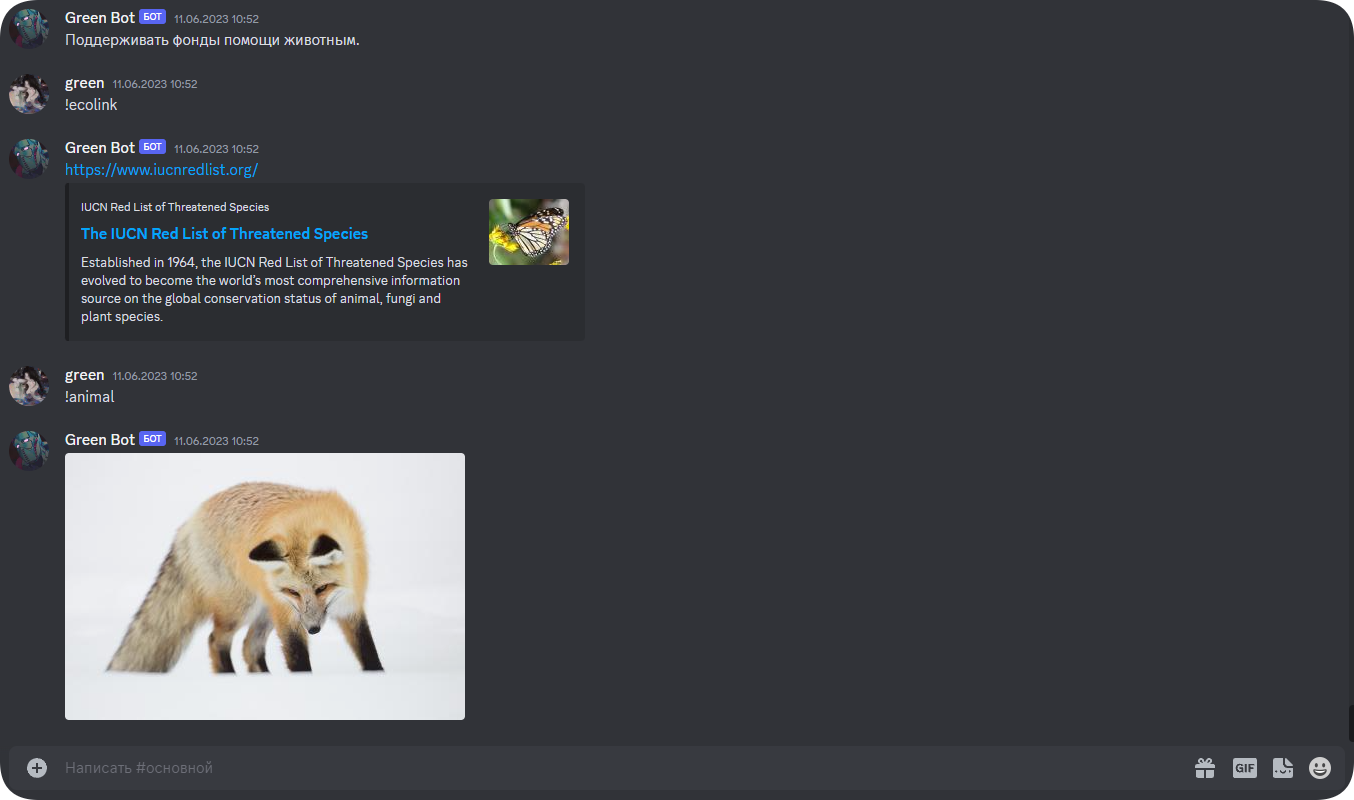 Green Bot БОТ 11.06.2023 10:52
Поддерживать фонды помощи животным.
green 11.06.2023 10:52
!ecolink
Green Bot БОТ 11.06.2023 10:52
https://www.iucnredlist.org/
IUCN Red List of Threatened Species
The IUCN Red List of Threatened Species
Established in 1964, the IUCN Red List of Threatened Species has
evolved to become the world’s most comprehensive information
source on the global conservation status of animal, fungi and
plant species.
green 11.06.2023 10:52
!animal
Green Bot БОТ 11.06.2023 10:52
Написать #основной
GIF